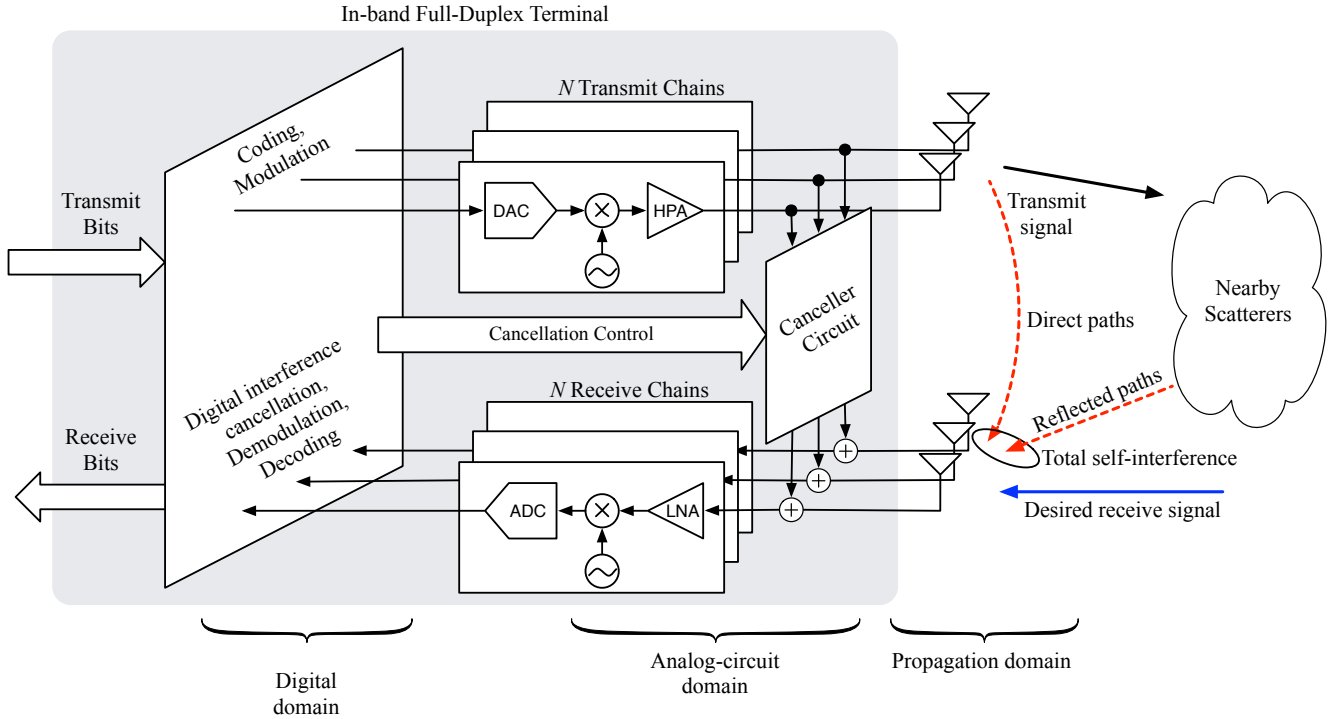 In-band Full-Duplex Terminal
N Transmit Chains
Coding,
Modulation
Transmit
Bits
DAC
HPA
Transmit
signal
Nearby
Scatterers
Direct paths
Canceller
Circuit
Cancellation Control
Digital interference
cancellation,
Demodulation,
Decoding
N Receive Chains
Reflected paths
Receive
Bits
Total self-interference
ADC
LNA
Desired receive signal
Digital
domain
Analog-circuit
domain
Propagation domain